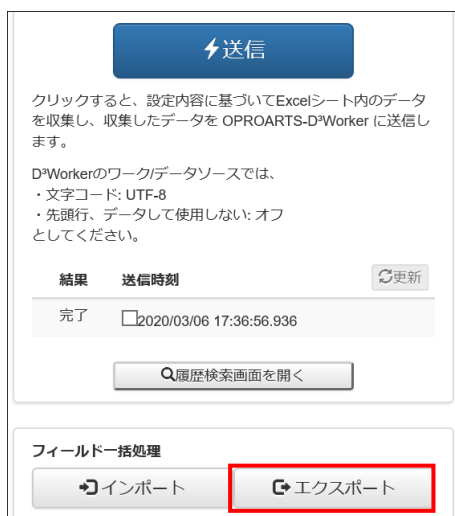 送信
クリックすると、設定内容に基づいてExcelシート内のデータ
を収集し、収集したデータを OPROARTS-D³Worker に送信し
ます。
D³Workerのワーク/データソースでは、
・文字コード: UTF-8
・先頭行、データして使用しない: オフ
としてください。
結果 送信時刻 更新
完了 2020/03/06 17:36:56.936
履歴検索画面を開く
フィールド一括処理
インポート エクスポート